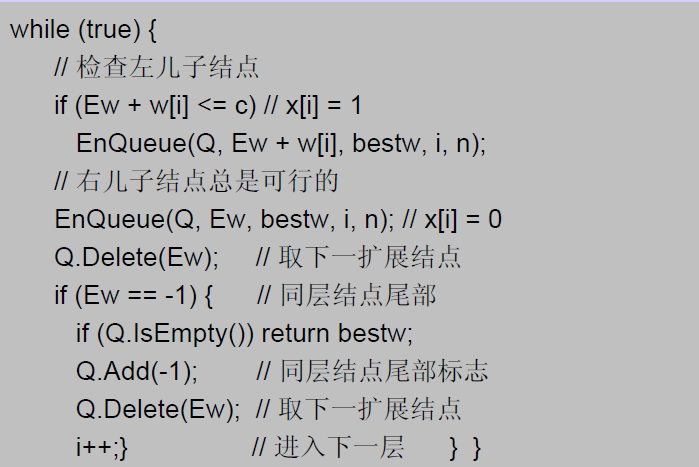 while (true) {
// 检查左儿子结点
if (Ew + w[i] <= c) // x[i] = 1
EnQueue(Q, Ew + w[i], bestw, i, n);
// 右儿子结点总是可行的
EnQueue(Q, Ew, bestw, i, n); // x[i] = 0
Q.Delete(Ew); // 取下一扩展结点
if (Ew == -1) { // 同层结点尾部
if (Q.IsEmpty()) return bestw;
Q.Add(-1); // 同层结点尾部标志
Q.Delete(Ew); // 取下一扩展结点
i++;} // 进入下一层 } }